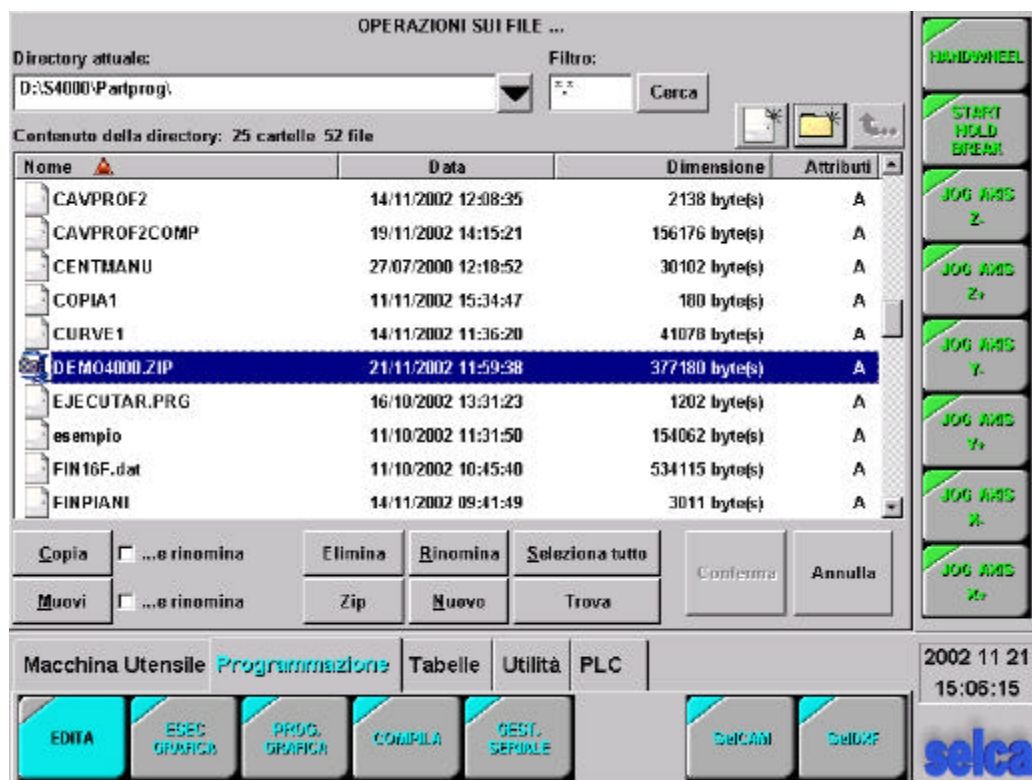 OPERAZIONI SUI FILE ...
Directory attuale:
Filtro:
D:\S4000\Partprog\
*.*
Cerca
Contenuto della directory: 25 cartelle 52 file
Nome Data Dimensione Attributi
CAVPROF2 14/11/2002 12:08:35 2138 byte(s) A
CAVPROF2COMP 19/11/2002 14:15:21 156176 byte(s) A
CENTMANU 27/07/2000 12:18:52 30102 byte(s) A
COPIA1 11/11/2002 15:34:47 180 byte(s) A
CURVE1 14/11/2002 11:36:20 41078 byte(s) A
DEMO4000.ZIP 21/11/2002 11:59:38 377180 byte(s) A
EJECUTAR.PRG 16/10/2002 13:31:23 1202 byte(s) A
esempio 11/10/2002 11:31:50 154062 byte(s) A
FIN16F.dat 11/10/2002 10:45:40 534115 byte(s) A
FINPIANI 14/11/2002 09:41:49 3011 byte(s) A
Copia ...e rinomina Elimina Rinomina Seleziona tutto
Conferma Annulla
Muovi ...e rinomina Zip Nuovo Trova
HANDWHEEL
START
HOLD
BREAK
JOG AXIS
Z-
JOG AXIS
Z+
JOG AXIS
Y-
JOG AXIS
Y+
JOG AXIS
X-
JOG AXIS
X+
Macchina Utensile Programmazione Tabelle Utilità PLC
2002 11 21
15:06:15
EDITA
ESEC
GRAFICA
PROG.
GRAFICA
COMPILA
GEST.
SERIALE
SelCAM
SelDXF
selca